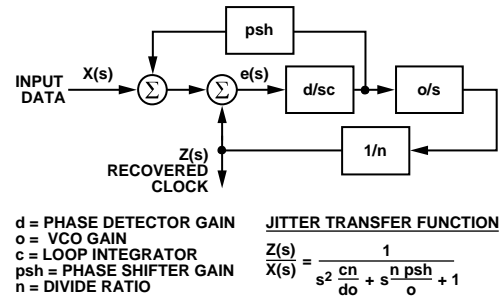 psh
INPUT
DATA
X(s)
Σ
Σ
e(s)
d/sc
o/s
1/n
Z(s)
RECOVERED
CLOCK
d = PHASE DETECTOR GAIN
o = VCO GAIN
c = LOOP INTEGRATOR
psh = PHASE SHIFTER GAIN
n = DIVIDE RATIO
JITTER TRANSFER FUNCTION
Z(s)/X(s) = 1/(s² cn/do + s n psh/o + 1)